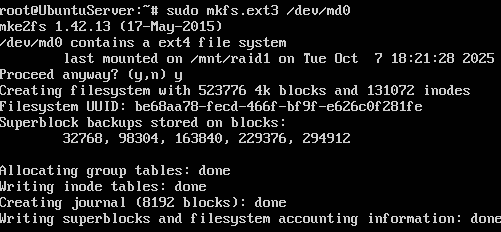 root@UbuntuServer:~# sudo mkfs.ext3 /dev/md0
mke2fs 1.42.13 (17-May-2015)
/dev/md0 contains a ext4 file system
last mounted on /mnt/raid1 on Tue Oct  7 18:21:28 2025
Proceed anyway? (y,n) y
Creating filesystem with 523776 4k blocks and 131072 inodes
Filesystem UUID: be68aa78-fecd-466f-bf9f-e626c0f281fe
Superblock backups stored on blocks:
32768, 98304, 163840, 229376, 294912
Allocating group tables: done
Writing inode tables: done
Creating journal (8192 blocks): done
Writing superblocks and filesystem accounting information: done